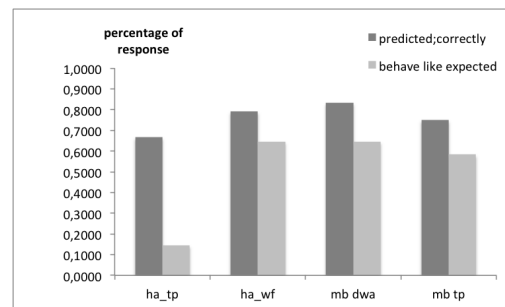 percentage of
response
predicted;correctly
behave like expected
1,0000
0,9000
0,8000
0,7000
0,6000
0,5000
0,4000
0,3000
0,2000
0,1000
0,0000
ha_tp ha_wf mb dwa mb tp